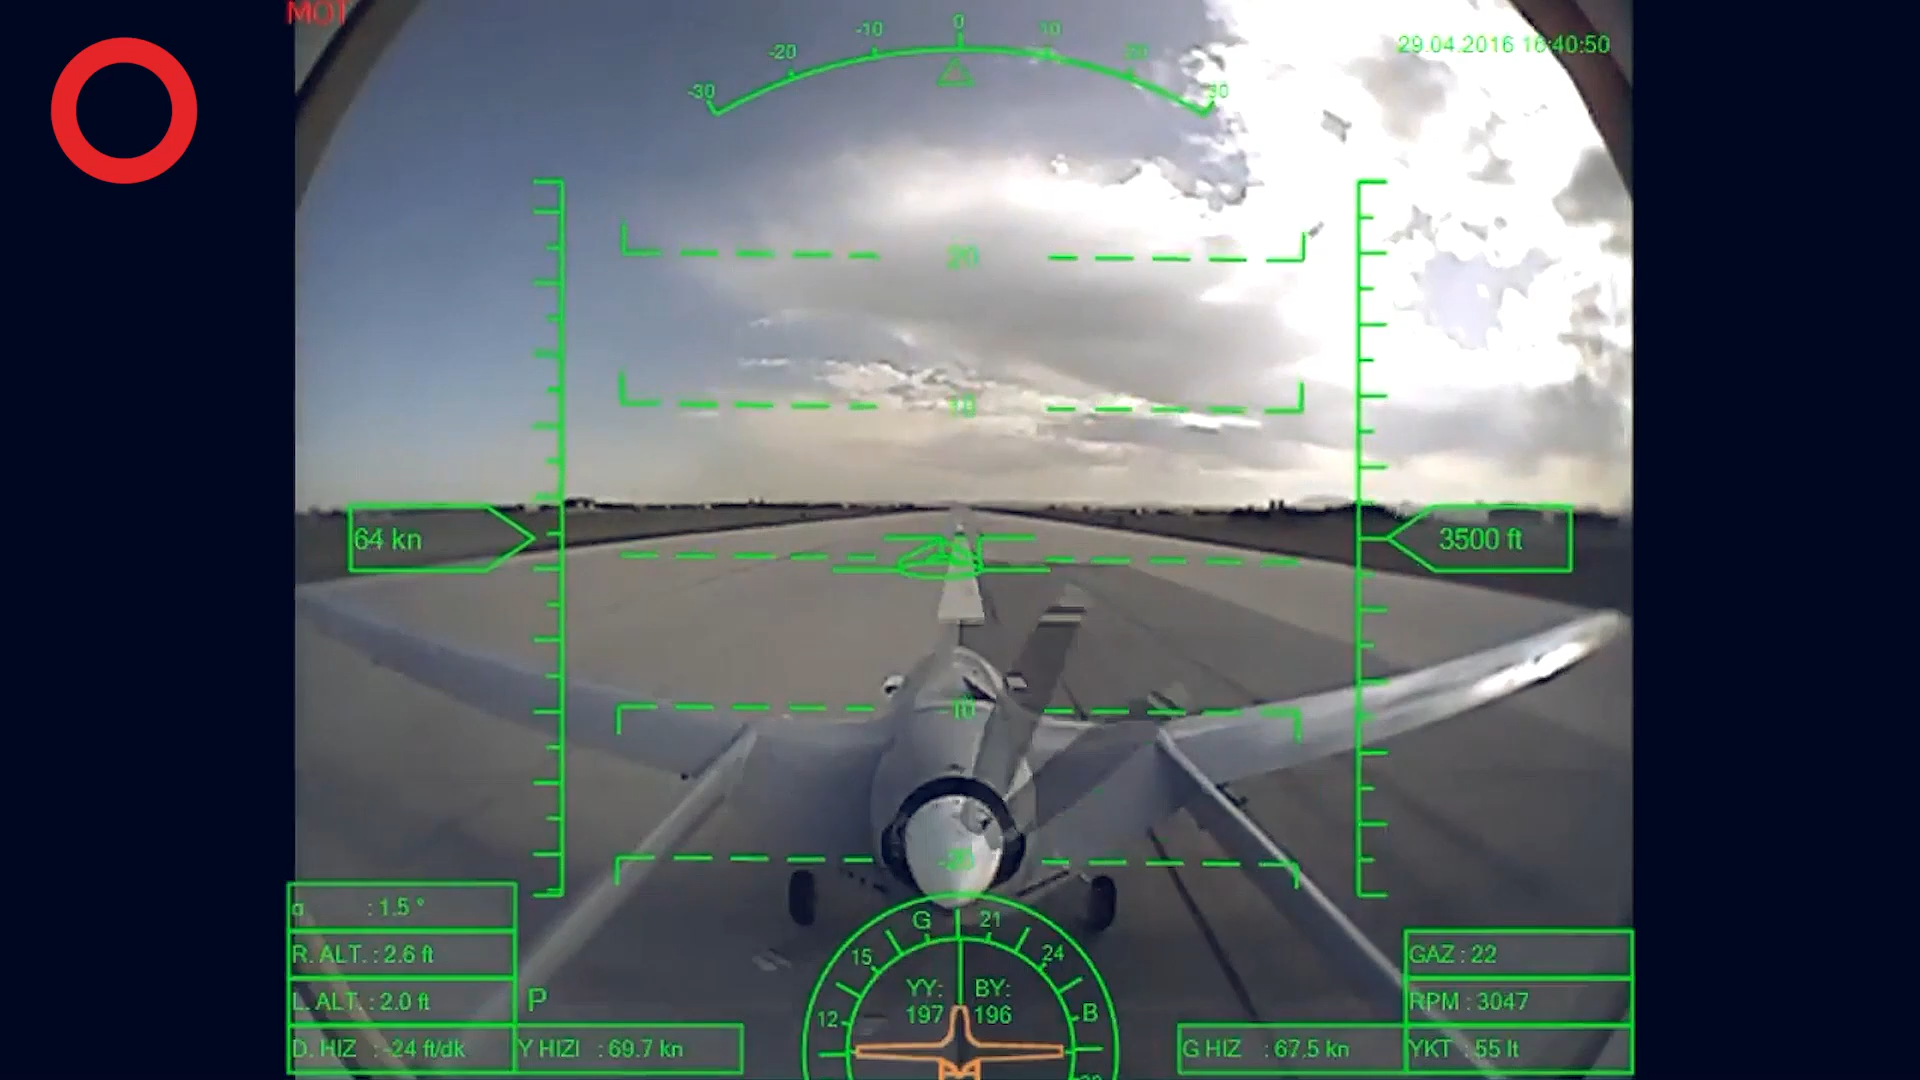 MOT
0
-10 10
-20 20
-30 30
29.04.2016 16:40:50
20
64 kn
3500 ft
-10
-20
α : 1.5 °
R. ALT. : 2.6 ft
L. ALT. : 2.0 ft
P
D. HIZ : -24 ft/dk
Y HIZI : 69.7 kn
G 21
15 24
YY: BY:
197 196
12 B
GAZ : 22
RPM : 3047
G HIZ : 67.5 kn
YKT : 55 lt